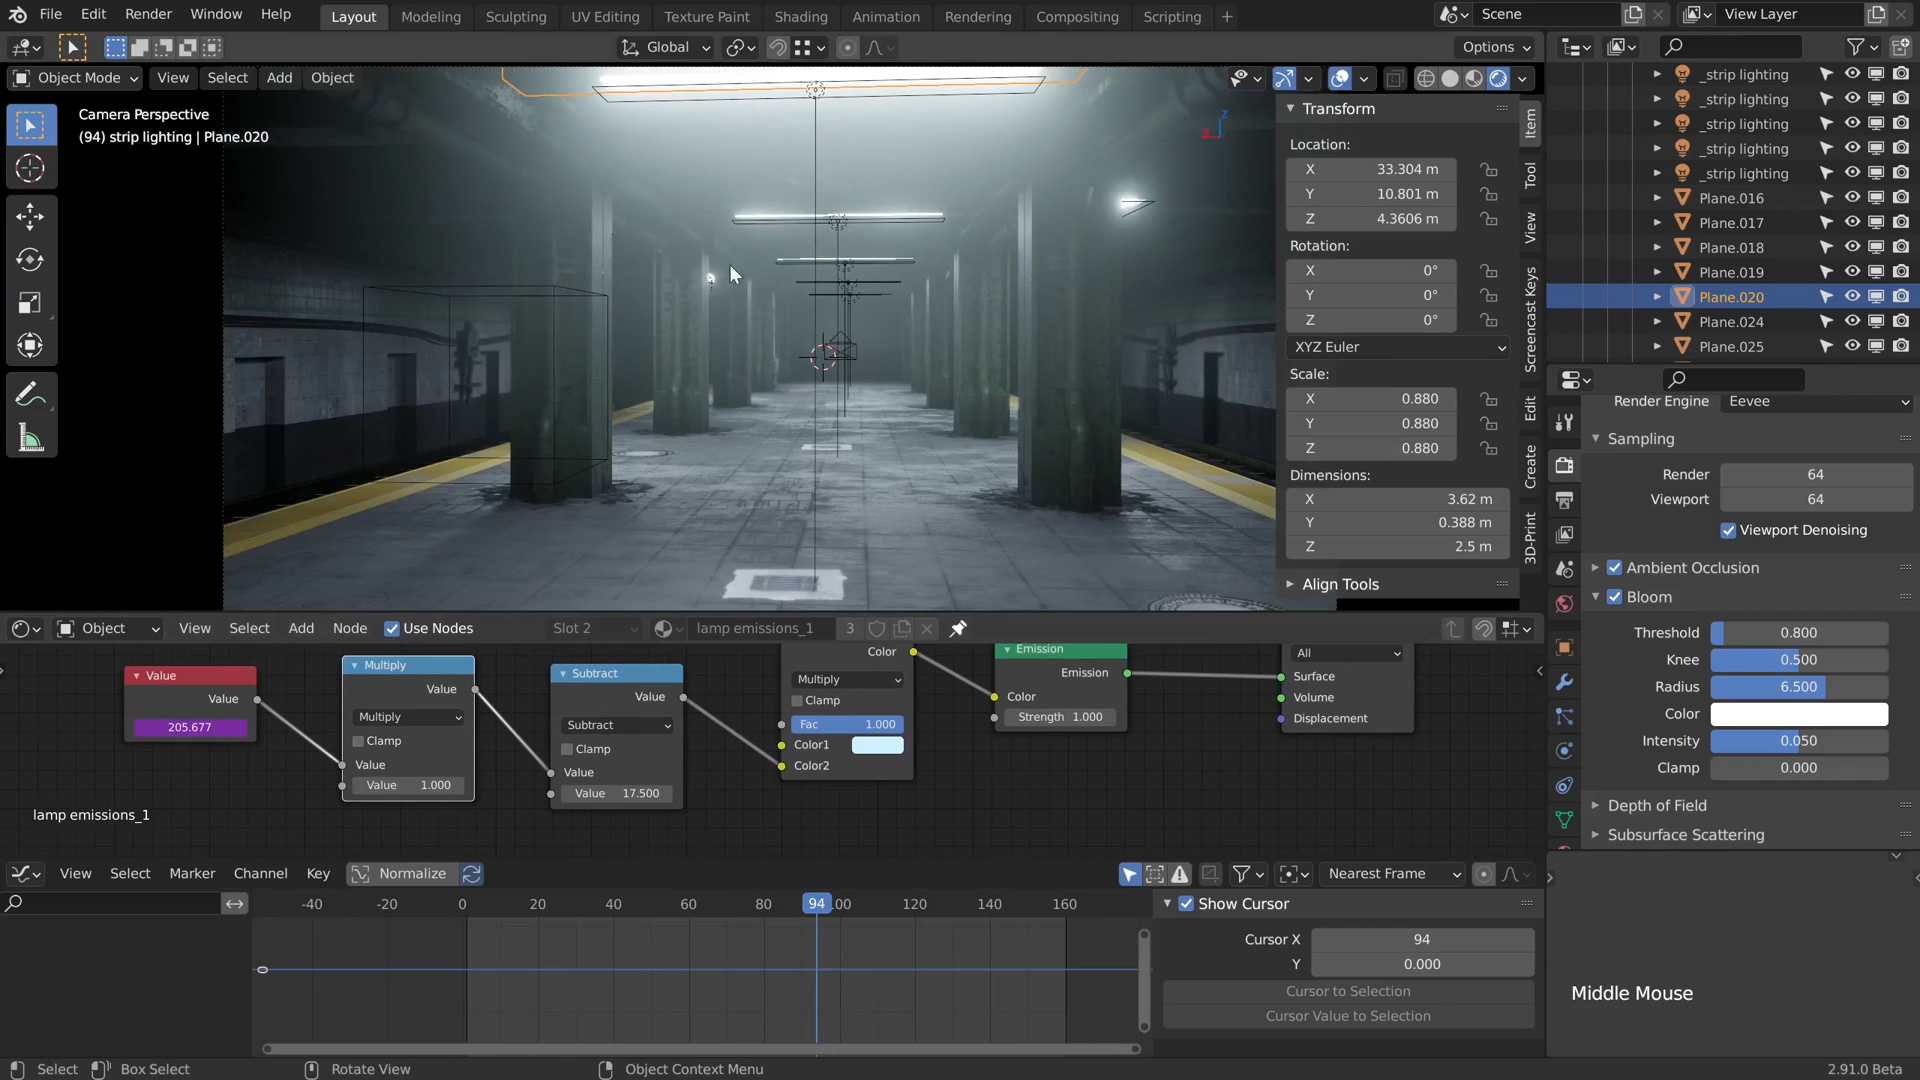 File Edit Render Window Help Layout Modeling Sculpting UV Editing Texture Paint Shading Animation Rendering Compositing Scripting + Scene View Layer
Global Options
Object Mode View Select Add Object
Camera Perspective
(94) strip lighting | Plane.020
Transform
Location:
X 33.304 m
Y 10.801 m
Z 4.3606 m
Rotation:
X 0°
Y 0°
Z 0°
XYZ Euler
Scale:
X 0.880
Y 0.880
Z 0.880
Dimensions:
X 3.62 m
Y 0.388 m
Z 2.5 m
Align Tools
Item
Tool
View
Screencast Keys
Edit
Create
3D-Print
_strip lighting
_strip lighting
_strip lighting
_strip lighting
_strip lighting
Plane.016
Plane.017
Plane.018
Plane.019
Plane.020
Plane.024
Plane.025
Render Engine Eevee
Sampling
Render 64
Viewport 64
Viewport Denoising
Ambient Occlusion
Bloom
Threshold 0.800
Knee 0.500
Radius 6.500
Color
Intensity 0.050
Clamp 0.000
Depth of Field
Subsurface Scattering
Object View Select Add Node Use Nodes Slot 2 lamp emissions_1 3
Value
Value
205.677
Multiply
Value
Multiply
Clamp
Value
Value 1.000
Subtract
Value
Subtract
Clamp
Value
Value 17.500
Color
Multiply
Clamp
Fac 1.000
Color1
Color2
Emission
Emission
Color
Strength 1.000
All
Surface
Volume
Displacement
lamp emissions_1
View Select Marker Channel Key Normalize Nearest Frame
-40 -20 0 20 40 60 80 94 00 120 140 160
Show Cursor
Cursor X 94
Y 0.000
Cursor to Selection
Cursor Value to Selection
Middle Mouse
Select Box Select Rotate View Object Context Menu 2.91.0 Beta